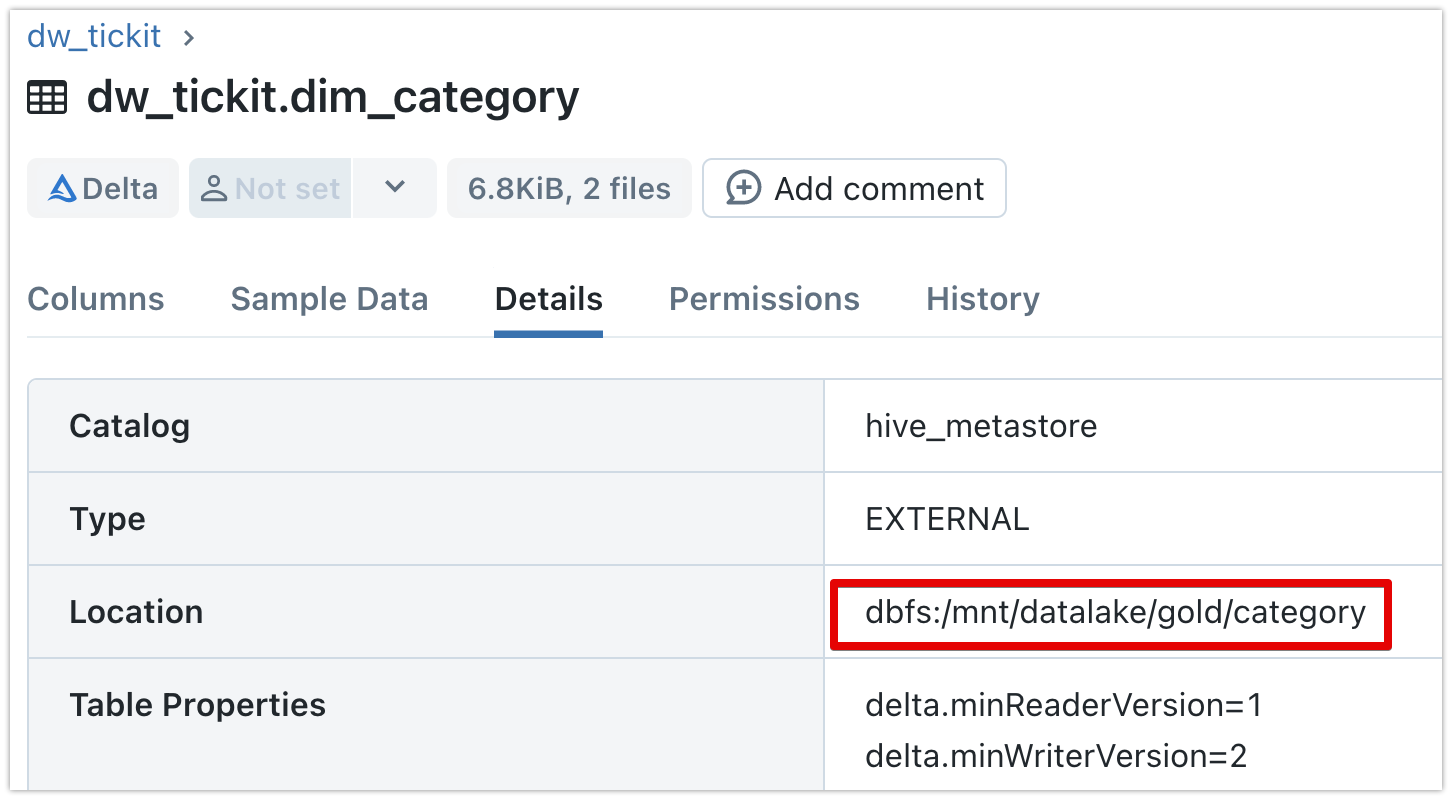 dw_tickit >
dw_tickit.dim_category
Delta Not set 6.8KiB, 2 files Add comment
Columns Sample Data Details Permissions History
Catalog hive_metastore
Type EXTERNAL
Location dbfs:/mnt/datalake/gold/category
Table Properties delta.minReaderVersion=1
delta.minWriterVersion=2